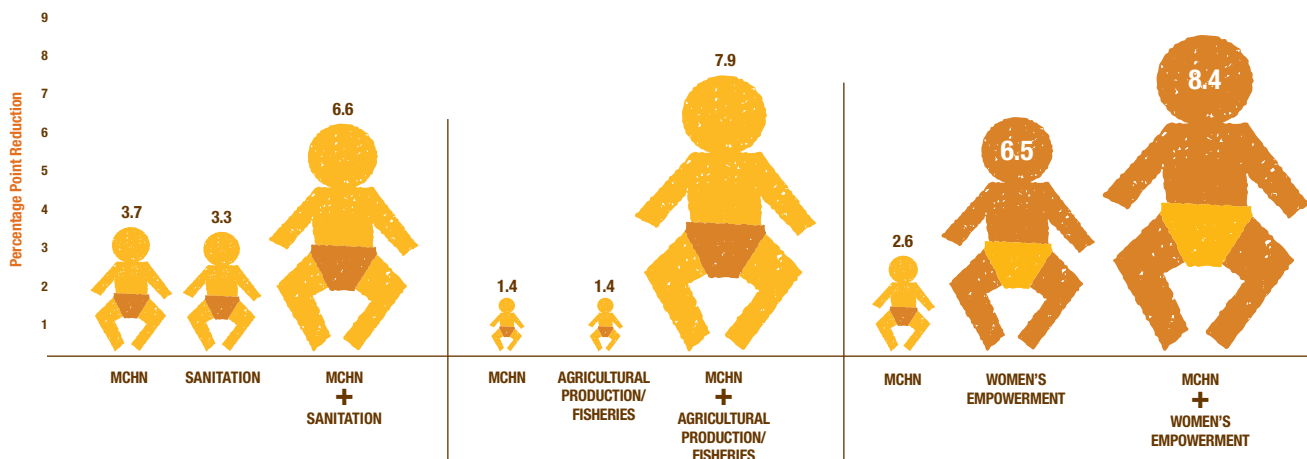 Percentage Point Reduction
9
8
7
6
5
4
3
2
1
3.7
3.3
6.6
MCHN
SANITATION
MCHN
+
SANITATION
1.4
1.4
7.9
MCHN
AGRICULTURAL
PRODUCTION/
FISHERIES
MCHN
+
AGRICULTURAL
PRODUCTION/
FISHERIES
2.6
6.5
8.4
MCHN
WOMEN'S
EMPOWERMENT
MCHN
+
WOMEN'S
EMPOWERMENT